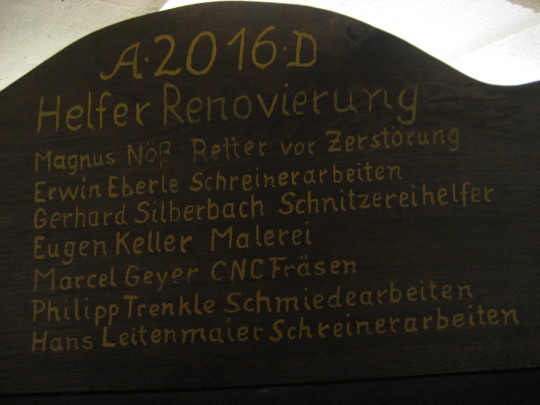 A·2016·D
Helfer Renovierung
Magnus Nöß Retter vor Zerstörung
Erwin Eberle Schreinerarbeiten
Gerhard Silberbach Schnitzereihelfer
Eugen Keller Malerei
Marcel Geyer CNC Fräsen
Philipp Trenkle Schmiedearbeiten
Hans Leitenmaier Schreinerarbeiten